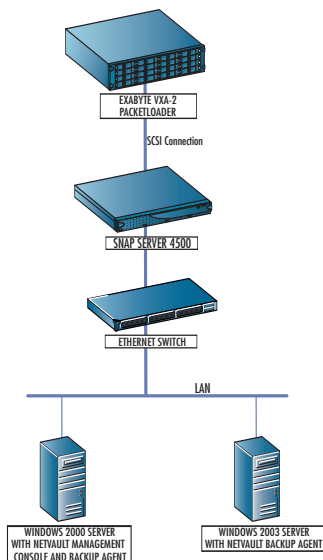 EXABYTE VXA-2
PACKETLOADER
SCSI Connection
SNAP SERVER 4500
ETHERNET SWITCH
LAN
WINDOWS 2000 SERVER
WITH NETVAULT MANAGEMENT
CONSOLE AND BACKUP AGENT
WINDOWS 2003 SERVER
WITH NETVAULT BACKUP AGENT